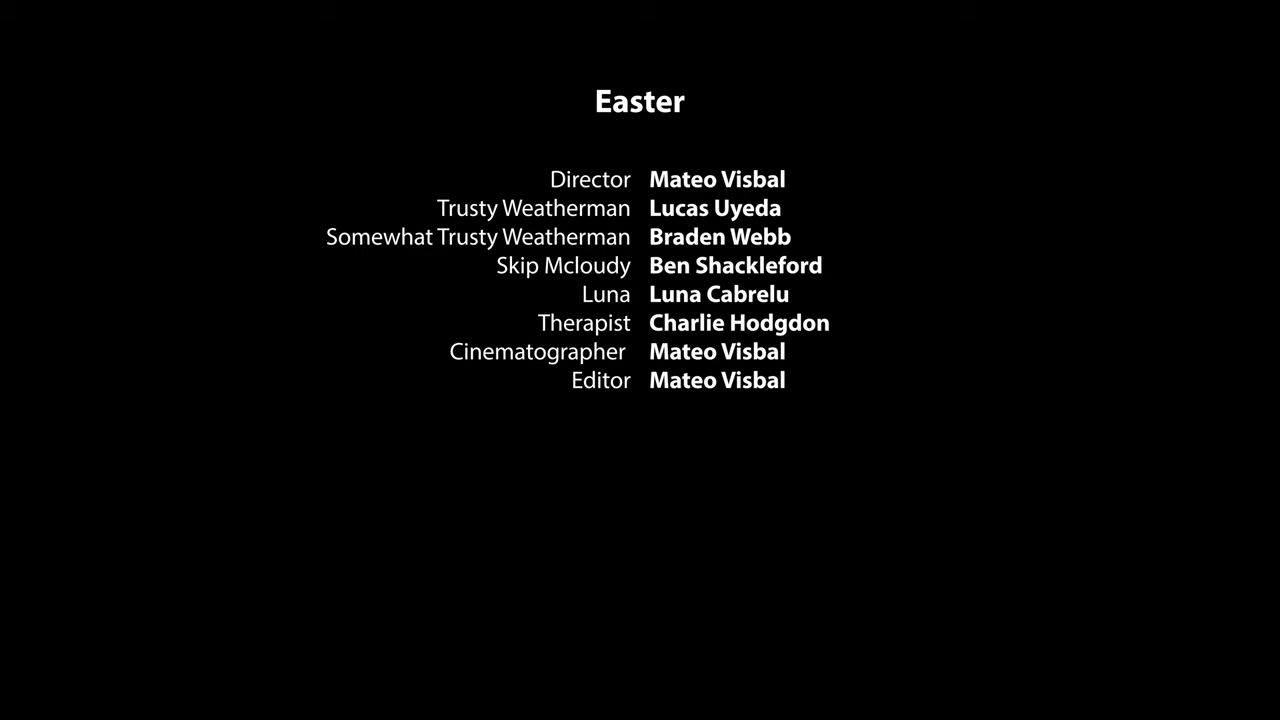 Easter
Director Mateo Visbal
Trusty Weatherman Lucas Uyeda
Somewhat Trusty Weatherman Braden Webb
Skip Mcloudy Ben Shackleford
Luna Luna Cabrelu
Therapist Charlie Hodgdon
Cinematographer Mateo Visbal
Editor Mateo Visbal